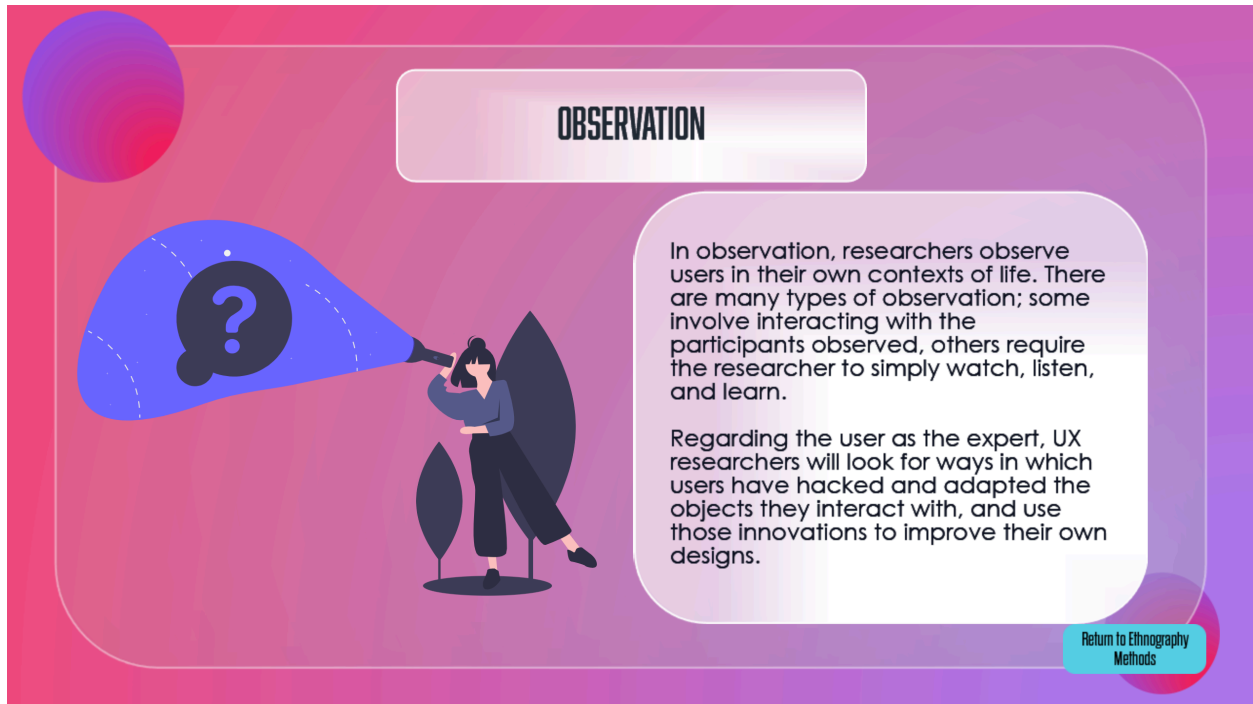 OBSERVATION
?
In observation, researchers observe
users in their own contexts of life. There
are many types of observation; some
involve interacting with the
participants observed, others require
the researcher to simply watch, listen,
and learn.
Regarding the user as the expert, UX
researchers will look for ways in which
users have hacked and adapted the
objects they interact with, and use
those innovations to improve their own
designs.
Return to Ethnography
Methods